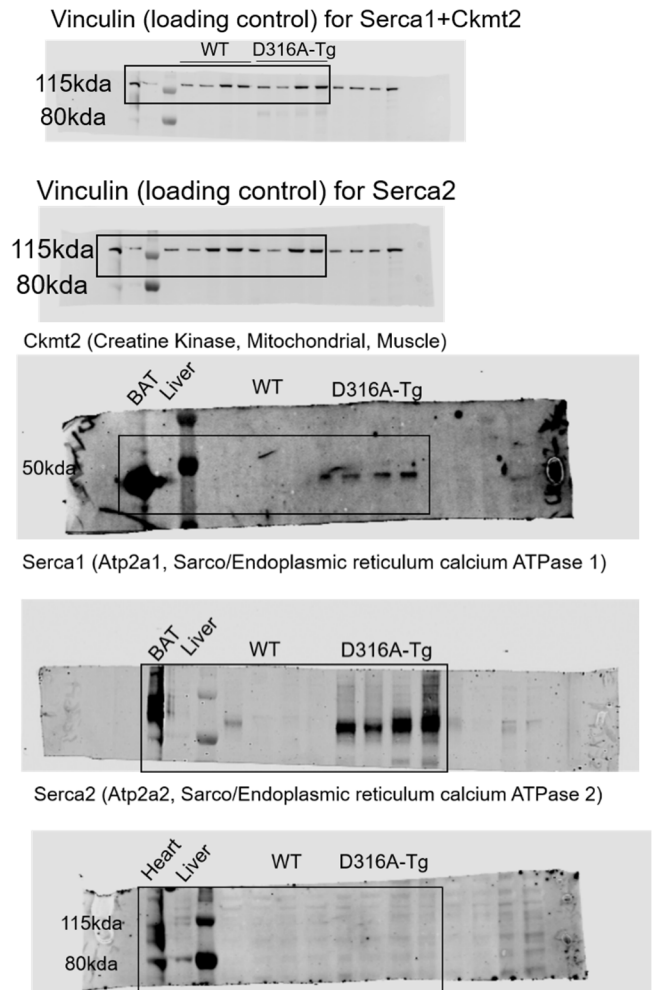 Vinculin (loading control) for Serca1+Ckmt2
WT D316A-Tg
115kda
80kda
Vinculin (loading control) for Serca2
115kda
80kda
Ckmt2 (Creatine Kinase, Mitochondrial, Muscle)
BAT Liver WT D316A-Tg
50kda
Serca1 (Atp2a1, Sarco/Endoplasmic reticulum calcium ATPase 1)
BAT Liver WT D316A-Tg
Serca2 (Atp2a2, Sarco/Endoplasmic reticulum calcium ATPase 2)
Heart Liver WT D316A-Tg
115kda
80kda